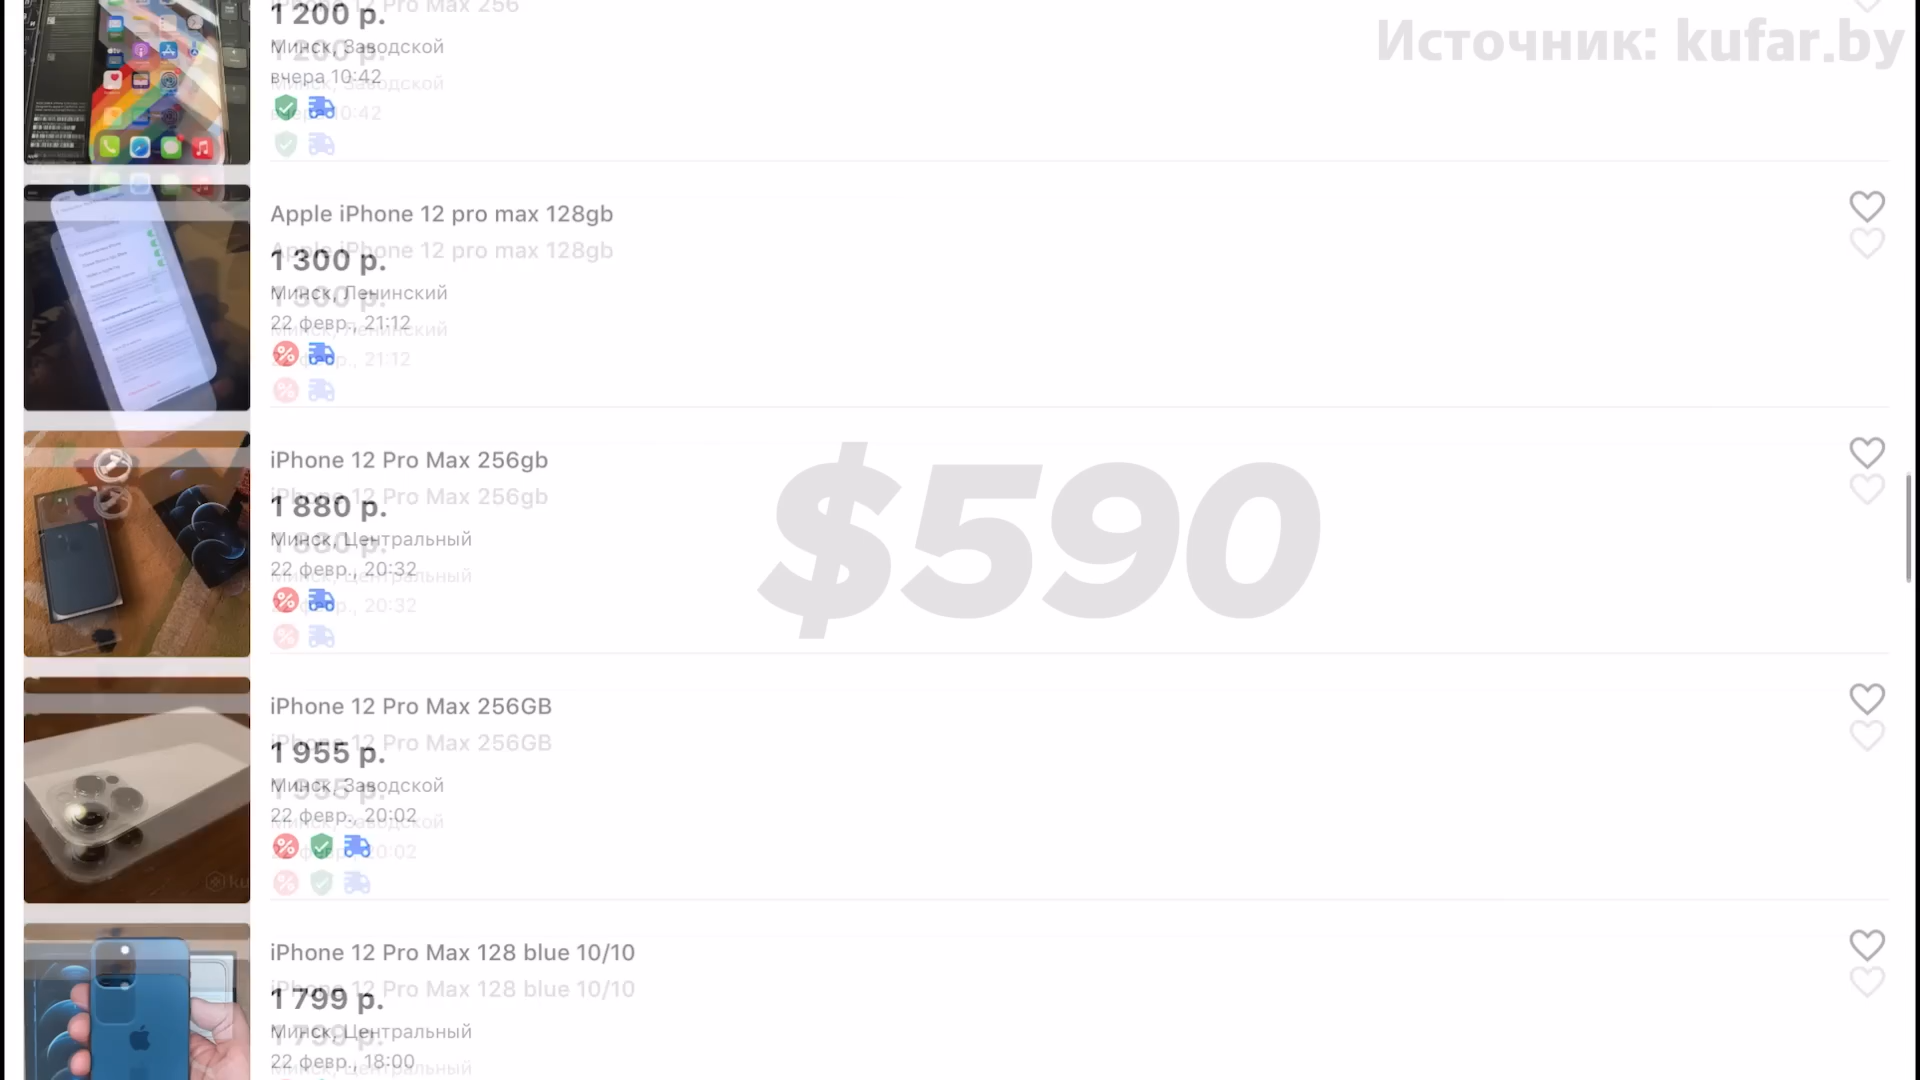 Pro Max 256
1 200 р.
Минск, Заводской
вчера 10:42
Источник: kufar.by
Apple iPhone 12 pro max 128gb
1 300 р.
Минск, Ленинский
22 февр., 21:12
iPhone 12 Pro Max 256gb
1 880 р.
Минск, Центральный
22 февр., 20:32
$590
iPhone 12 Pro Max 256GB
1 955 р.
Минск, Заводской
22 февр., 20:02
iPhone 12 Pro Max 128 blue 10/10
1 799 р.
Минск, Центральный
22 февр., 18:00